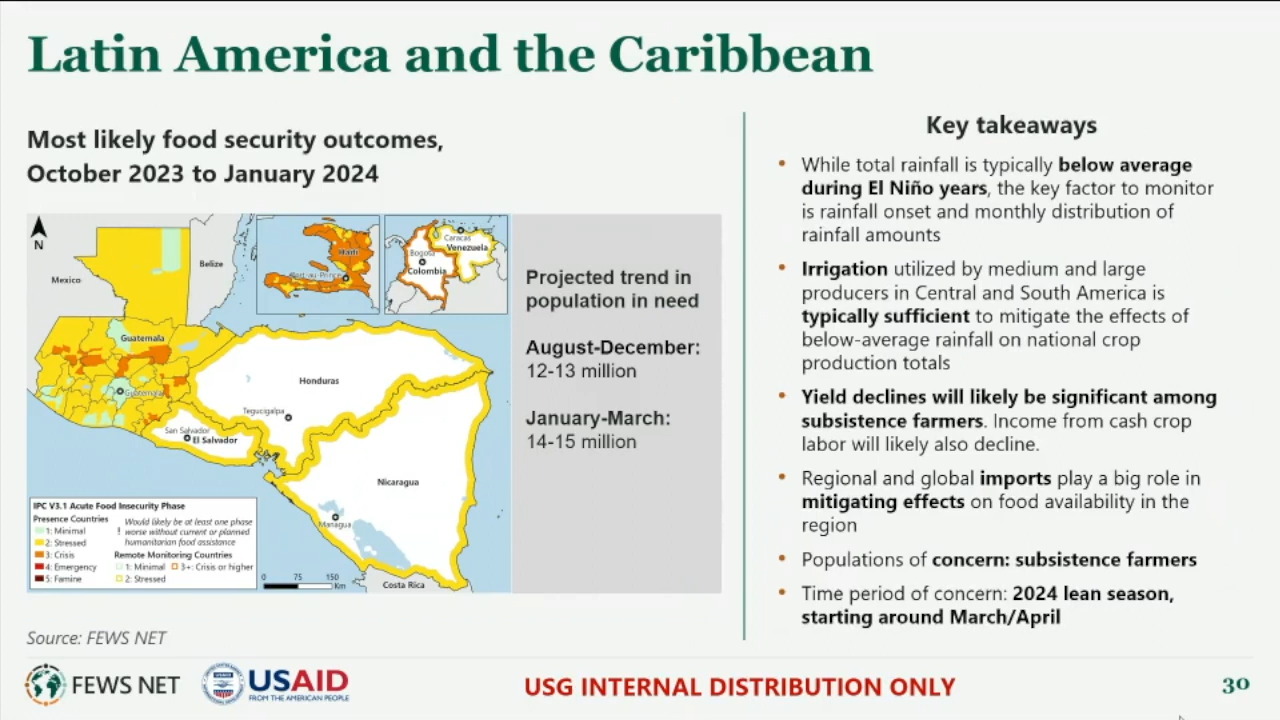 Latin America and the Caribbean
Most likely food security outcomes,
October 2023 to January 2024
N
Mexico
Belize
Guatemala
Guatemala
Haiti
Port-au-Prince
Caracas
Venezuela
Bogota
Colombia
Honduras
Tegucigalpa
San Salvador
El Salvador
Nicaragua
Managua
Costa Rica
IPC V3.1 Acute Food Insecurity Phase
Presence Countries
1: Minimal
2: Stressed
3: Crisis
4: Emergency
5: Famine
! Would likely be at least one phase
worse without current or planned
humanitarian food assistance
Remote Monitoring Countries
1: Minimal 3+: Crisis or higher
2: Stressed
0 75 150
Km
Projected trend in
population in need
August-December:
12-13 million
January-March:
14-15 million
Source: FEWS NET
Key takeaways
• While total rainfall is typically below average
during El Niño years, the key factor to monitor
is rainfall onset and monthly distribution of
rainfall amounts
• Irrigation utilized by medium and large
producers in Central and South America is
typically sufficient to mitigate the effects of
below-average rainfall on national crop
production totals
• Yield declines will likely be significant among
subsistence farmers. Income from cash crop
labor will likely also decline.
• Regional and global imports play a big role in
mitigating effects on food availability in the
region
• Populations of concern: subsistence farmers
• Time period of concern: 2024 lean season,
starting around March/April
FEWS NET
USAID
FROM THE AMERICAN PEOPLE
USG INTERNAL DISTRIBUTION ONLY
30